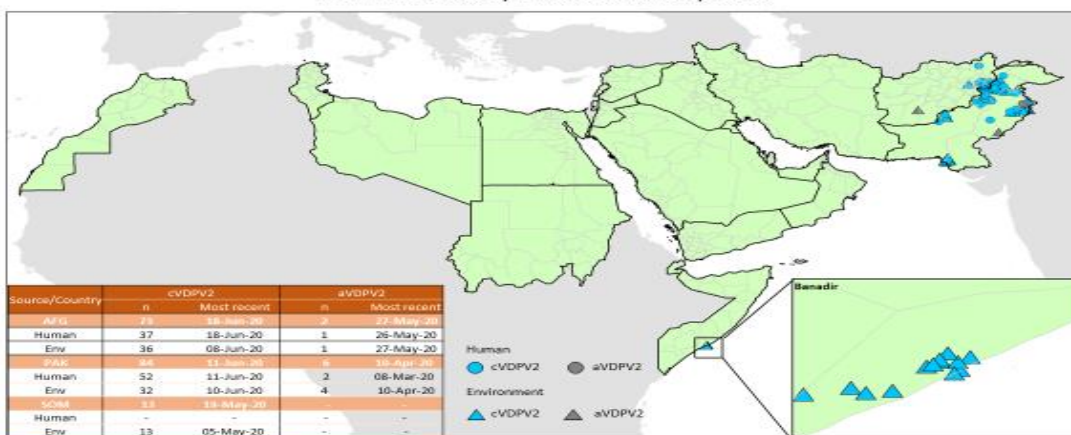 Source/Country cVDPV2 aVDPV2
n Most recent n Most recent
AFG 73 18-Jun-20 2 27-May-20
Human 37 18-Jun-20 1 26-May-20
Env 36 08-Jun-20 1 27-May-20
PAK 84 11-Jun-20 6 10-Apr-20
Human 52 11-Jun-20 2 08-Mar-20
Env 32 10-Jun-20 4 10-Apr-20
SOM 13 - -
Human - - - -
Env 13 05-May-20 - -
Human
cVDPV2 aVDPV2
Environment
cVDPV2 aVDPV2
Banadir